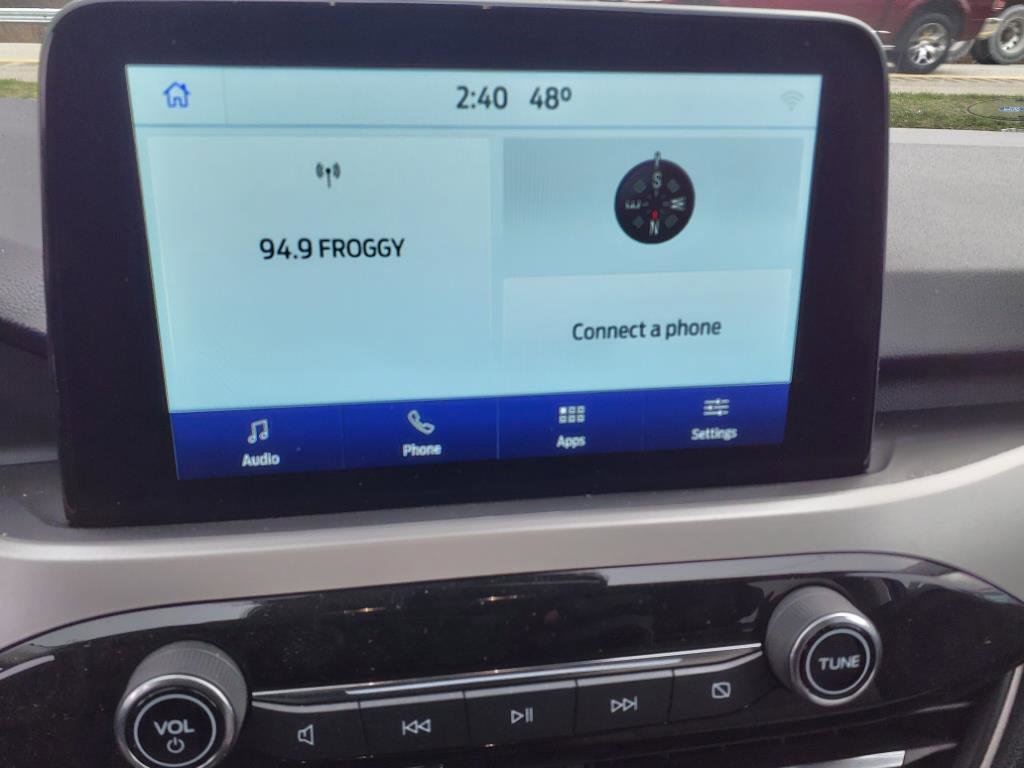 2:40 48°
94.9 FROGGY
S
E W
N
Connect a phone
Audio Phone Apps Settings
VOL
TUNE